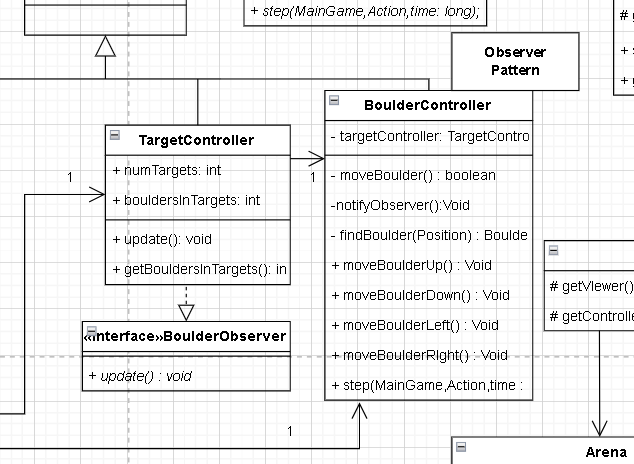 + step(MainGame,Action,time: long);
Observer
Pattern
TargetController
+ numTargets: int
+ bouldersInTargets: int
+ update(): void
+ getBouldersInTargets(): in
1
1
BoulderController
- targetController: TargetContro
- moveBoulder() : boolean
-notifyObserver():Void
- findBoulder(Position) : Boulde
+ moveBoulderUp() : Void
+ moveBoulderDown() : Void
+ moveBoulderLeft() : Void
+ moveBoulderRIght() : Void
+ step(MainGame,Action,time :
«interface»BoulderObserver
+ update() : void
1
# getVIewer()
# getControlle
Arena
# g
+ s
+ g